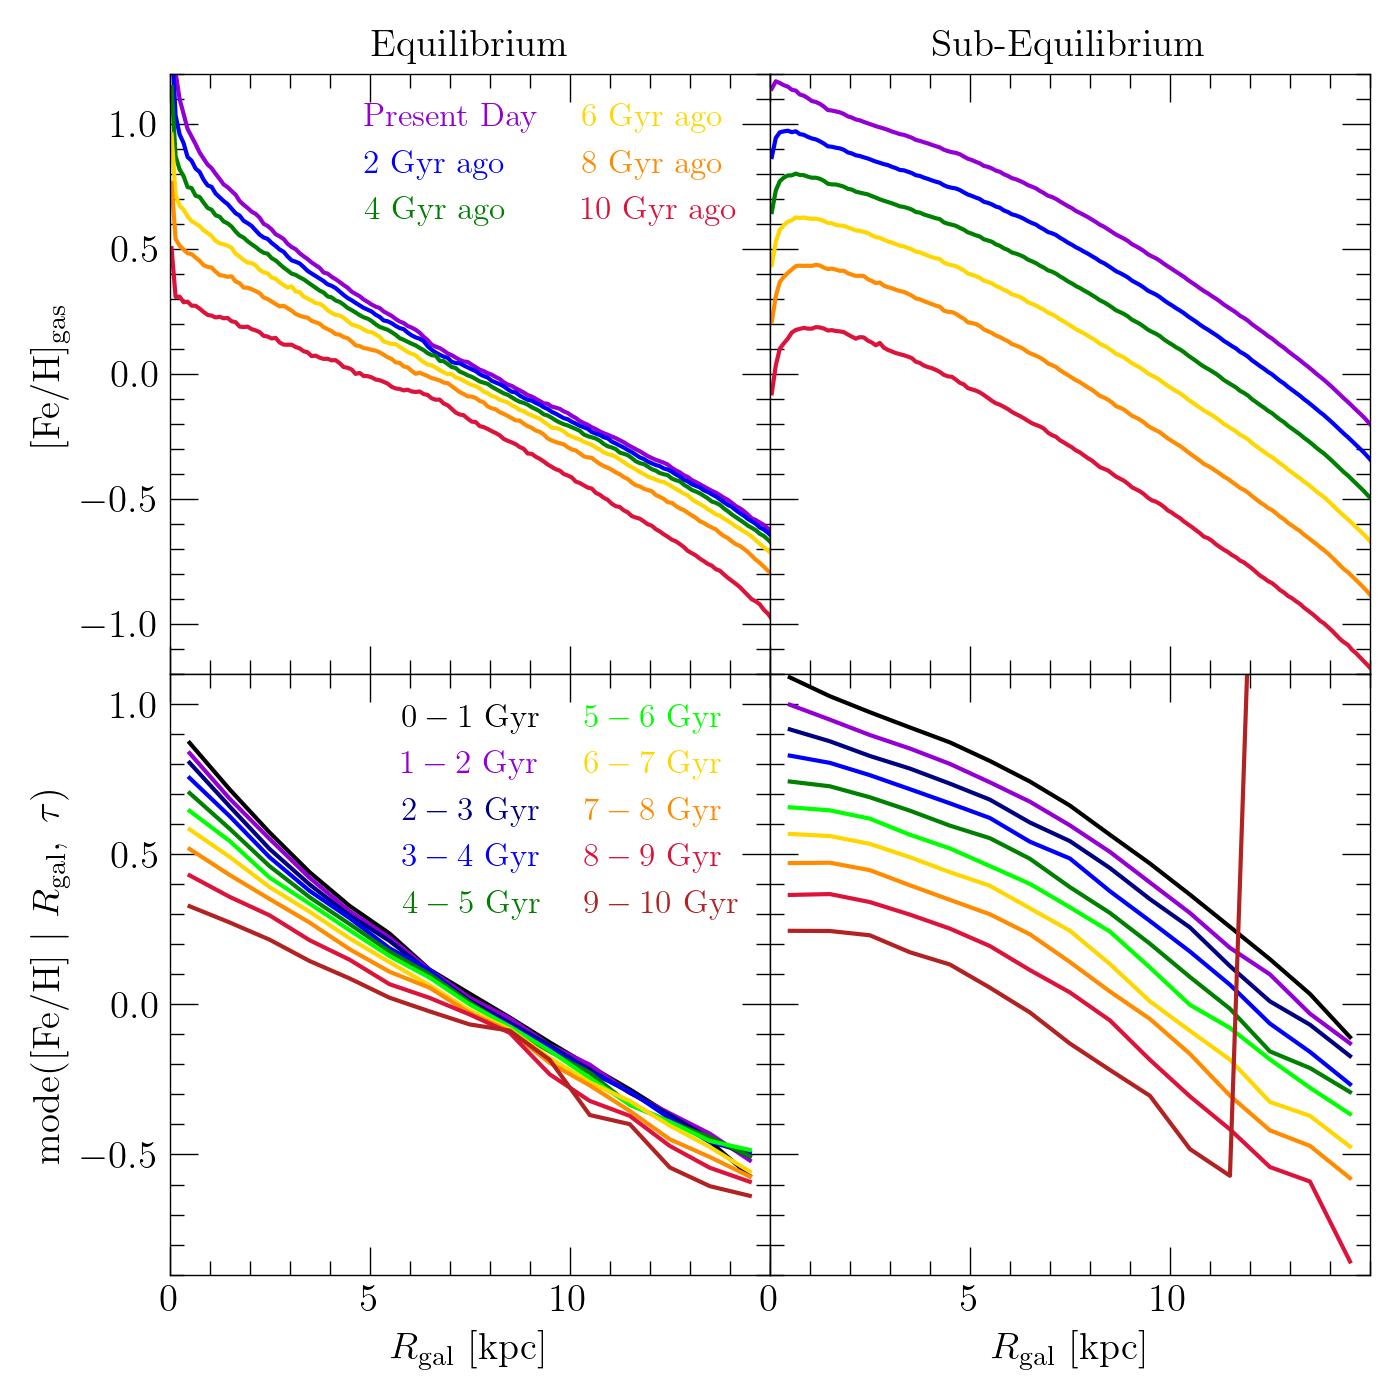 Equilibrium Sub-Equilibrium
Present Day 6 Gyr ago
2 Gyr ago 8 Gyr ago
4 Gyr ago 10 Gyr ago
1.0
0.5
0.0
−0.5
−1.0
[Fe/H]gas
0 − 1 Gyr 5 − 6 Gyr
1 − 2 Gyr 6 − 7 Gyr
2 − 3 Gyr 7 − 8 Gyr
3 − 4 Gyr 8 − 9 Gyr
4 − 5 Gyr 9 − 10 Gyr
1.0
0.5
0.0
−0.5
mode([Fe/H] | Rgal, τ)
0 5 10 0 5 10
Rgal [kpc] Rgal [kpc]